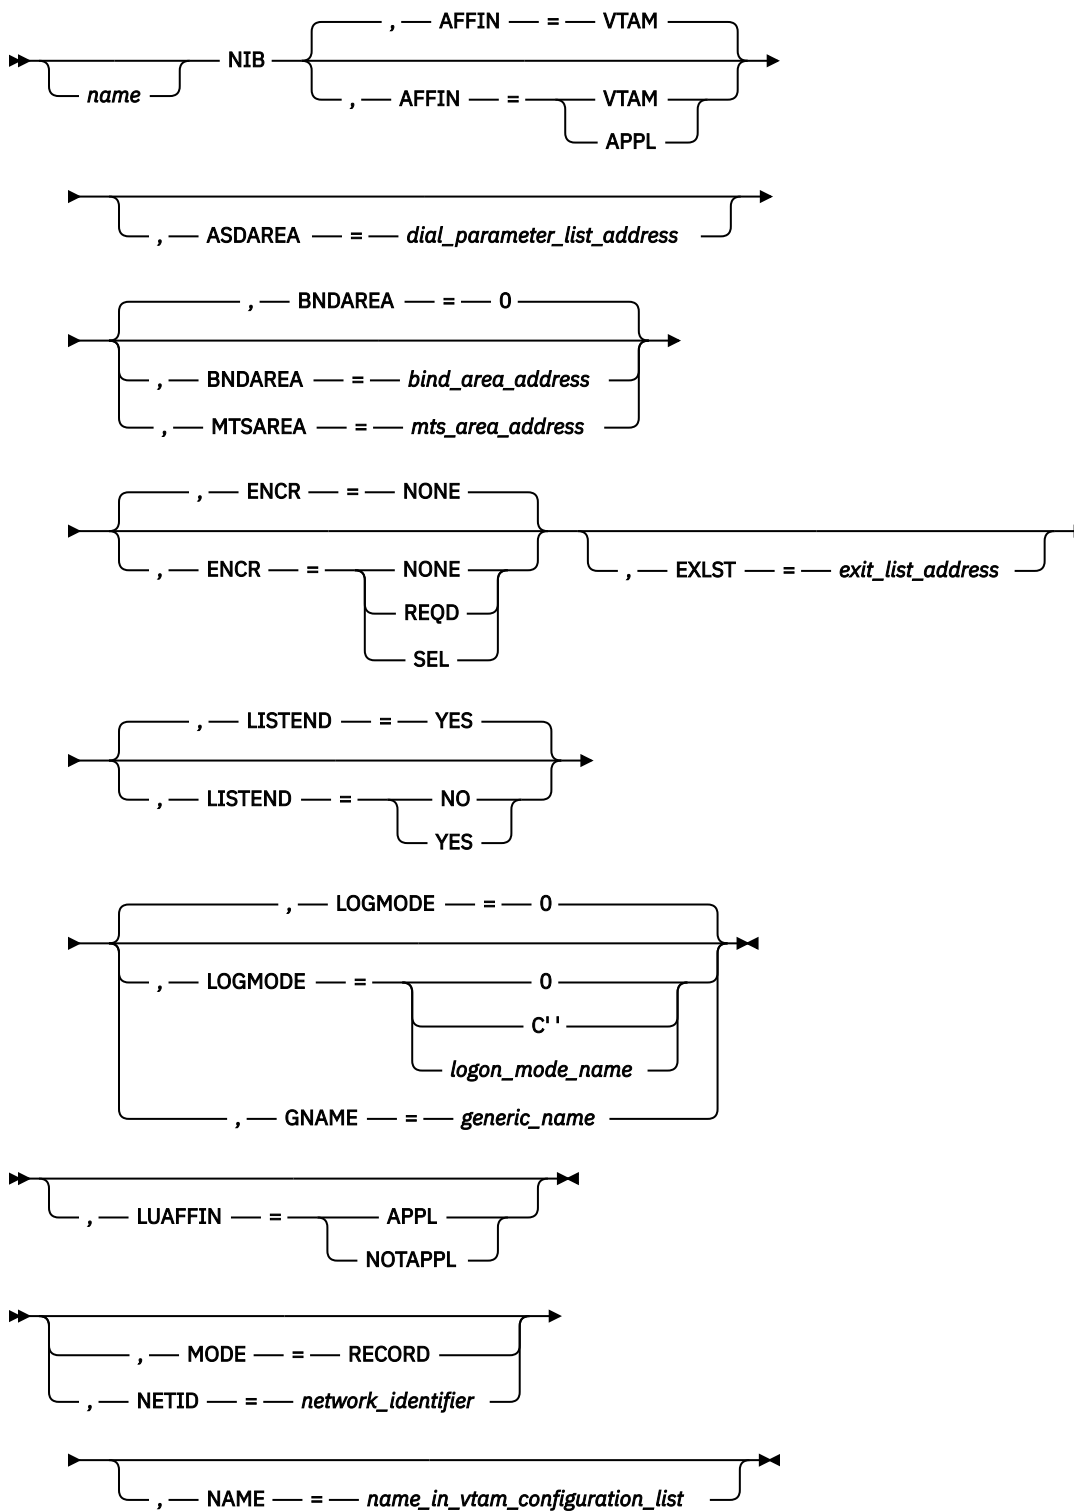 , AFFIN = VTAM
name NIB
, AFFIN = VTAM
APPL
, ASDAREA = dial_parameter_list_address
, BNDAREA = 0
, BNDAREA = bind_area_address
, MTSAREA = mts_area_address
, ENCR = NONE
, ENCR = NONE
REQD
SEL
, EXLST = exit_list_address
, LISTEND = YES
, LISTEND = NO
YES
, LOGMODE = 0
, LOGMODE = 0
C' '
logon_mode_name
, GNAME = generic_name
, LUAFFIN = APPL
NOTAPPL
, MODE = RECORD
, NETID = network_identifier
, NAME = name_in_vtam_configuration_list